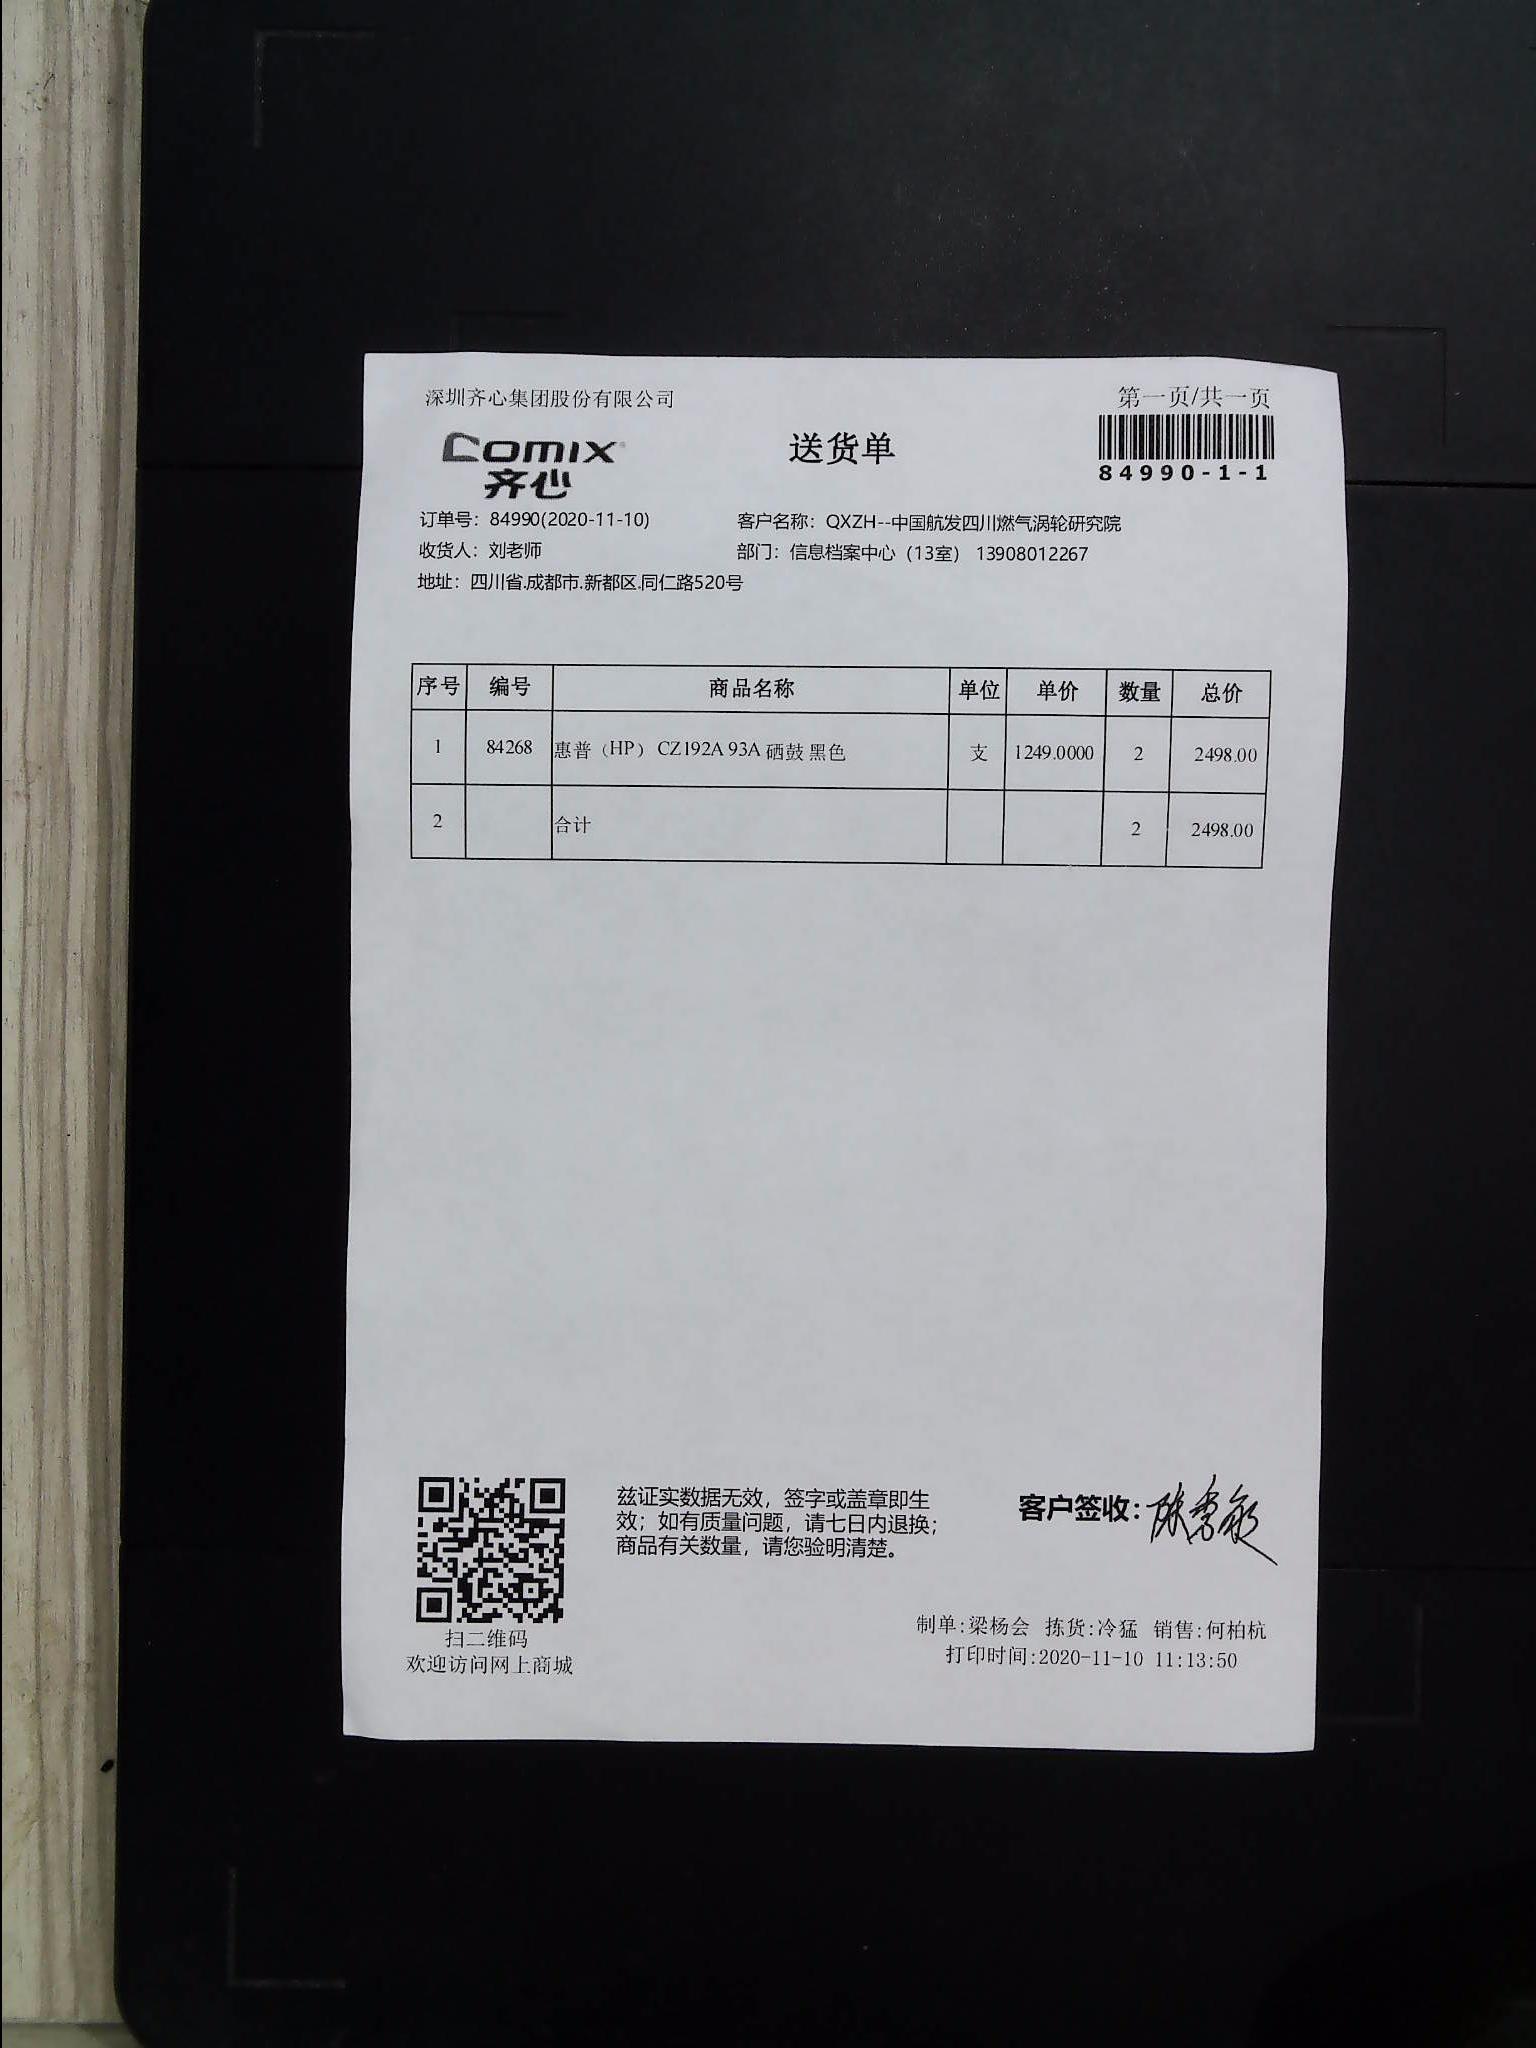 深圳齐心集团股份有限公司
第一页/共一页
Comix
齐心
送货单
84990-1-1
订单号：84990(2020-11-10)
客户名称：QXZH--中国航发四川燃气涡轮研究院
收货人：刘老师
部门：信息档案中心（13室） 13908012267
地址：四川省.成都市.新都区.同仁路520号
序号 编号 商品名称 单位 单价 数量 总价
1 84268 惠普（HP） CZ192A 93A 硒鼓 黑色 支 1249.0000 2 2498.00
2 合计 2 2498.00
兹证实数据无效，签字或盖章即生
效；如有质量问题，请七日内退换；
商品有关数量，请您验明清楚。
客户签收：
扫二维码
欢迎访问网上商城
制单:梁杨会 拣货:冷猛 销售:何柏杭
打印时间:2020-11-10 11:13:50